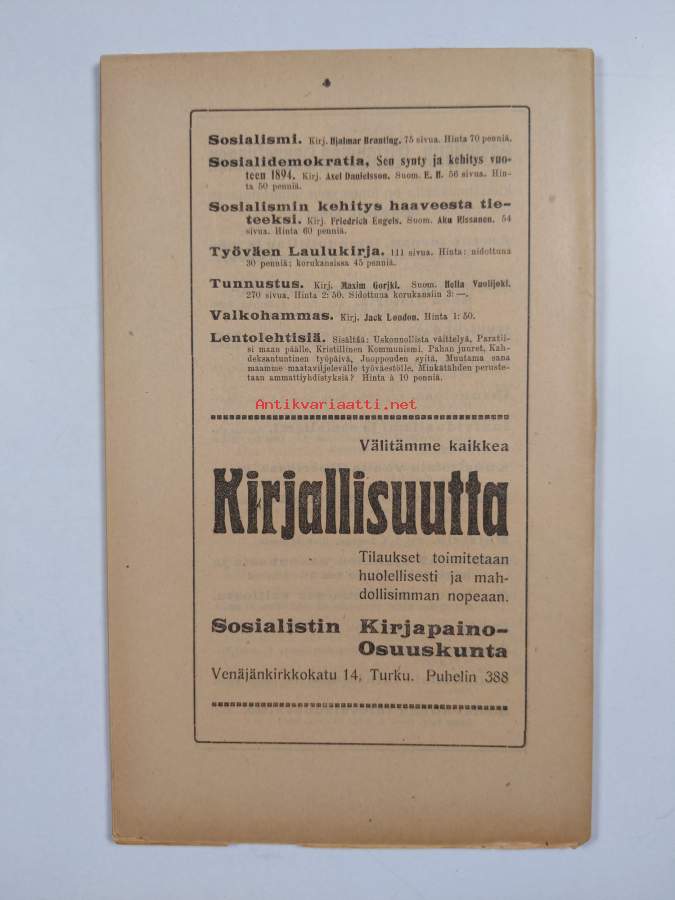 Sosialismi. Kirj. Hjalmar Branting. 75 sivua. Hinta 70 penniä.
Sosialidemokratia, Sen synty ja kehitys vuo-
teen 1894. Kirj. Axel Danielsson. Suom. E. H. 56 sivua. Hin-
ta 50 penniä.
Sosialismin kehitys haaveesta tie-
teeksi. Kirj. Friedrich Engels. Suom. Aku Rissanen. 54
sivua. Hinta 60 penniä.
Työväen Laulukirja. 111 sivua. Hinta: nidottuna
30 penniä; korukansissa 45 penniä.
Tunnustus. Kirj. Maxim Gorjki. Suom. Hella Vuolijoki.
270 sivua. Hinta 2: 50. Sidottuna korukansiin 3: —.
Valkohammas. Kirj. Jack London. Hinta 1: 50.
Lentolehtisiä. Sisältää: Uskonnollista väittelyä, Paratii-
si maan päälle, Kristillinen Kommunismi. Pahan juuret, Kah-
deksantuntinen työpäivä, Juoppouden syitä, Muutama sana
maamme maataviljelevälle työväestölle, Minkätähden peruste-
taan ammattiyhdistyksiä? Hinta à 10 penniä.
Antikvariaatti.net
Välitämme kaikkea
Kirjallisuutta
Tilaukset toimitetaan
huolellisesti ja mah-
dollisimman nopeaan.
Sosialistin Kirjapaino-
Osuuskunta
Venäjänkirkkokatu 14, Turku. Puhelin 388